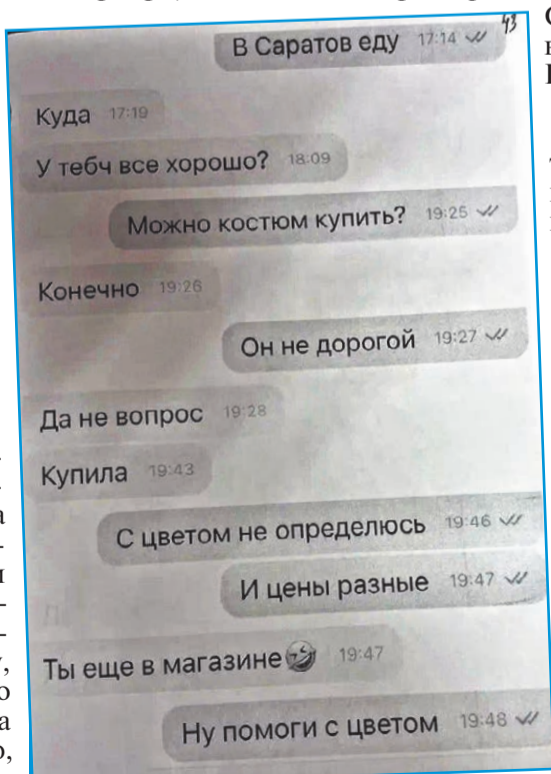 43
В Саратов еду 17:14
Куда 17:19
У тебч все хорошо? 18:09
Можно костюм купить? 19:25
Конечно 19:26
Он не дорогой 19:27
Да не вопрос 19:28
Купила 19:43
С цветом не определюсь 19:46
И цены разные 19:47
Ты еще в магазине🤣 19:47
Ну помоги с цветом 19:48